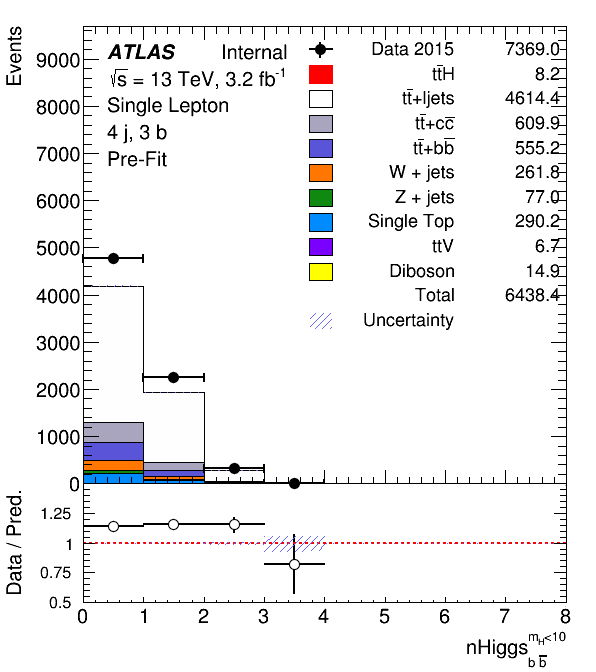 Events
9000
8000
7000
6000
5000
4000
3000
2000
1000
0
ATLAS Internal
√s = 13 TeV, 3.2 fb⁻¹
Single Lepton
4 j, 3 b
Pre-Fit
Data 2015 7369.0
tt̄H 8.2
tt̄+ljets 4614.4
tt̄+cc̄ 609.9
tt̄+bb̄ 555.2
W + jets 261.8
Z + jets 77.0
Single Top 290.2
ttV 6.7
Diboson 14.9
Total 6438.4
Uncertainty
Data / Pred.
1.25
1
0.75
0.5
0 1 2 3 4 5 6 7 8
nHiggs m_H<10 b b̄